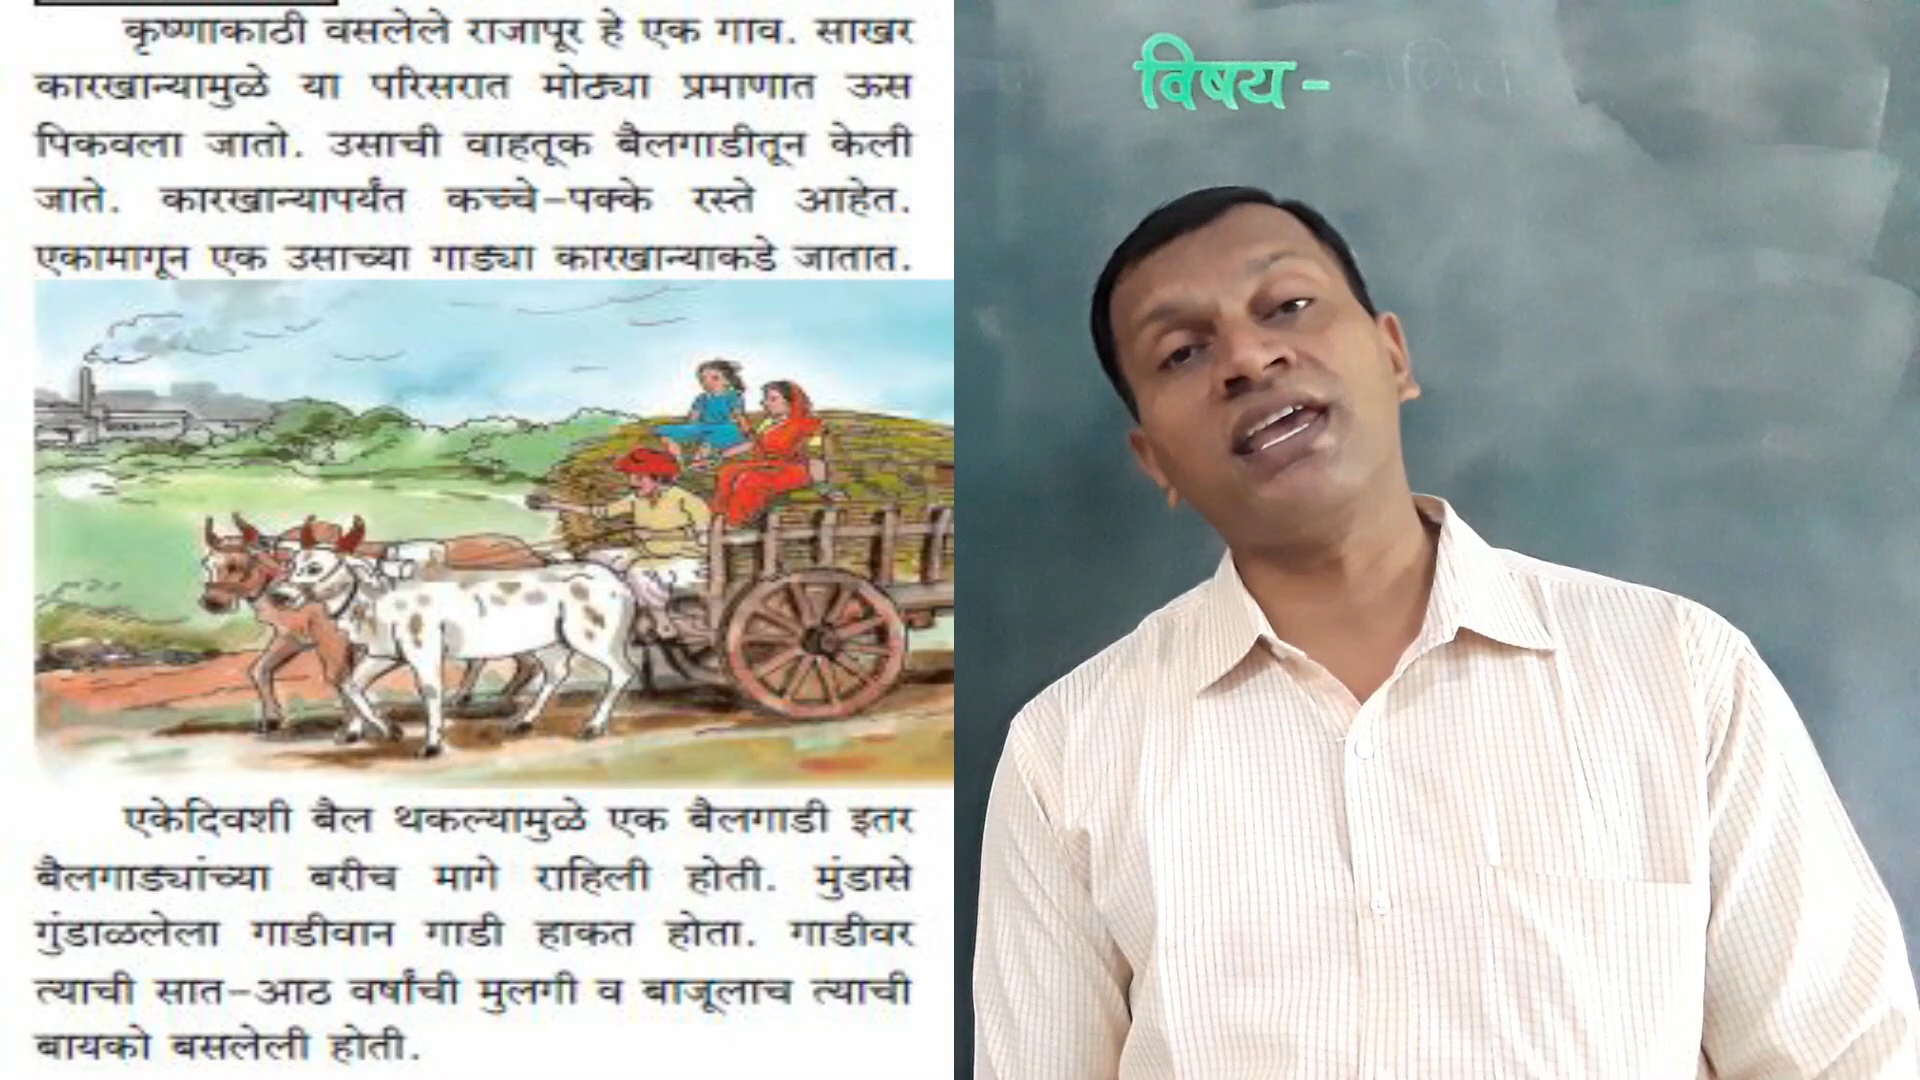 कृष्णाकाठी वसलेले राजापूर हे एक गाव. साखर
कारखान्यामुळे या परिसरात मोठ्या प्रमाणात ऊस
पिकवला जातो. उसाची वाहतूक बैलगाडीतून केली
जाते. कारखान्यापर्यंत कच्चे-पक्के रस्ते आहेत.
एकामागून एक उसाच्या गाड्या कारखान्याकडे जातात.
एकेदिवशी बैल थकल्यामुळे एक बैलगाडी इतर
बैलगाड्यांच्या बरीच मागे राहिली होती. मुंडासे
गुंडाळलेला गाडीवान गाडी हाकत होता. गाडीवर
त्याची सात-आठ वर्षांची मुलगी व बाजूलाच त्याची
बायको बसलेली होती.
विषय -